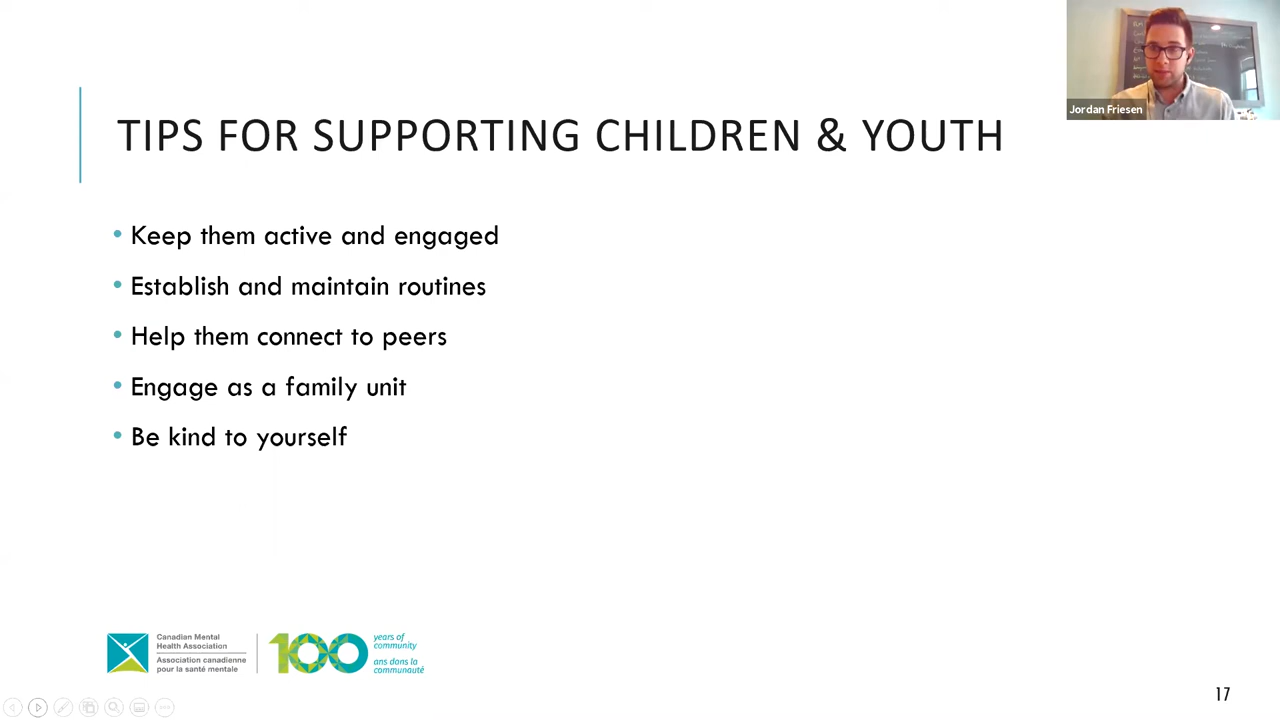 Jordan Friesen
TIPS FOR SUPPORTING CHILDREN & YOUTH
• Keep them active and engaged
• Establish and maintain routines
• Help them connect to peers
• Engage as a family unit
• Be kind to yourself
Canadian Mental
Health Association
Association canadienne
pour la santé mentale
100
years of
community
ans dans la
communauté
17